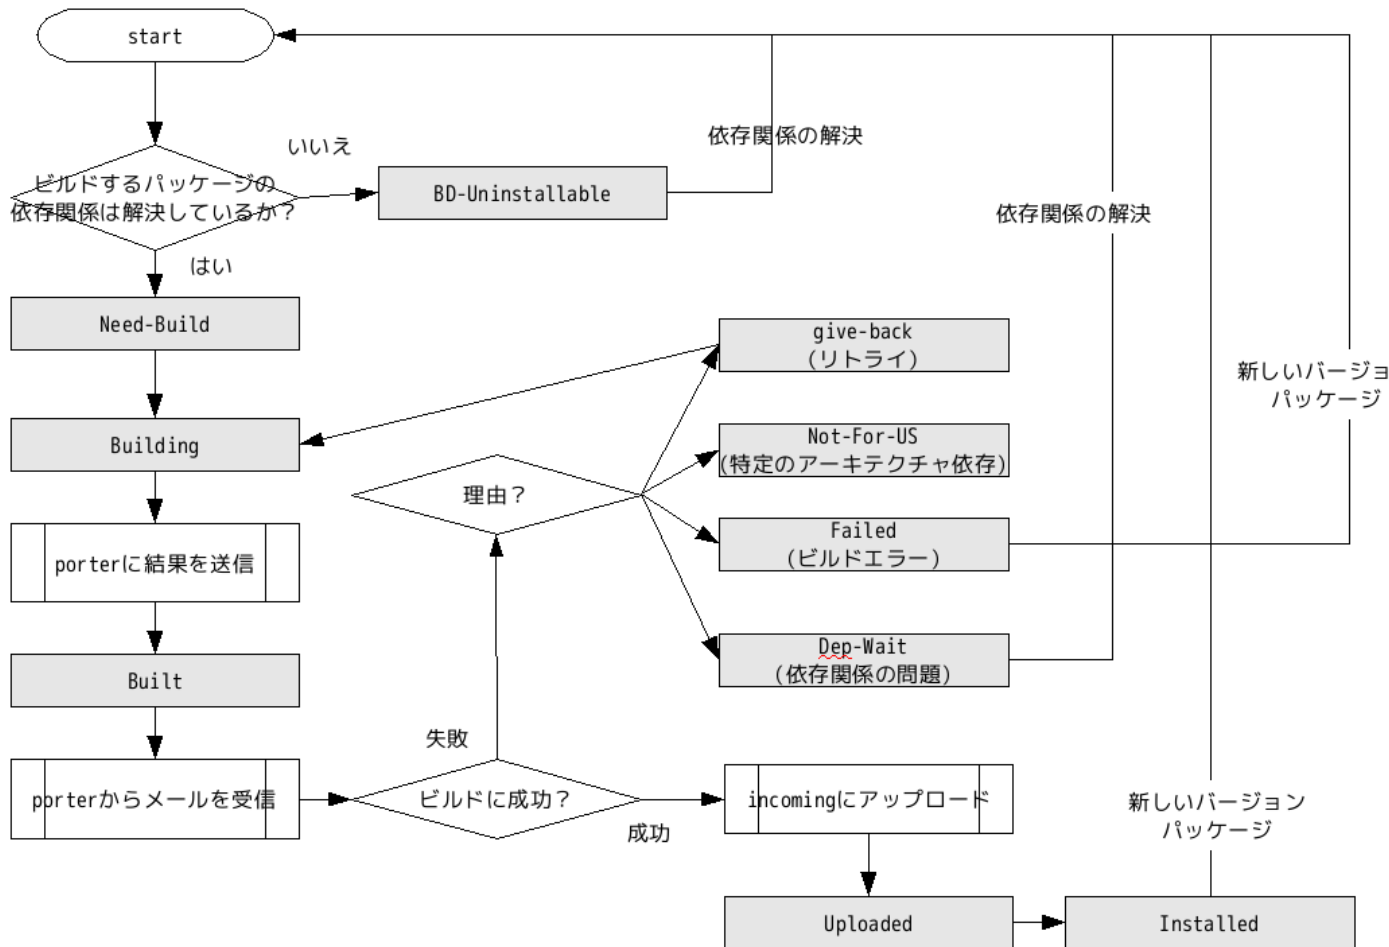 start
いいえ
依存関係の解決
ビルドするパッケージの
依存関係は解決しているか？
BD-Uninstallable
依存関係の解決
はい
Need-Build
give-back
(リトライ)
新しいバージョ
パッケージ
Building
Not-For-US
(特定のアーキテクチャ依存)
理由？
Failed
(ビルドエラー)
porterに結果を送信
Dep-Wait
(依存関係の問題)
Built
失敗
porterからメールを受信
ビルドに成功？
成功
incomingにアップロード
新しいバージョン
パッケージ
Uploaded
Installed